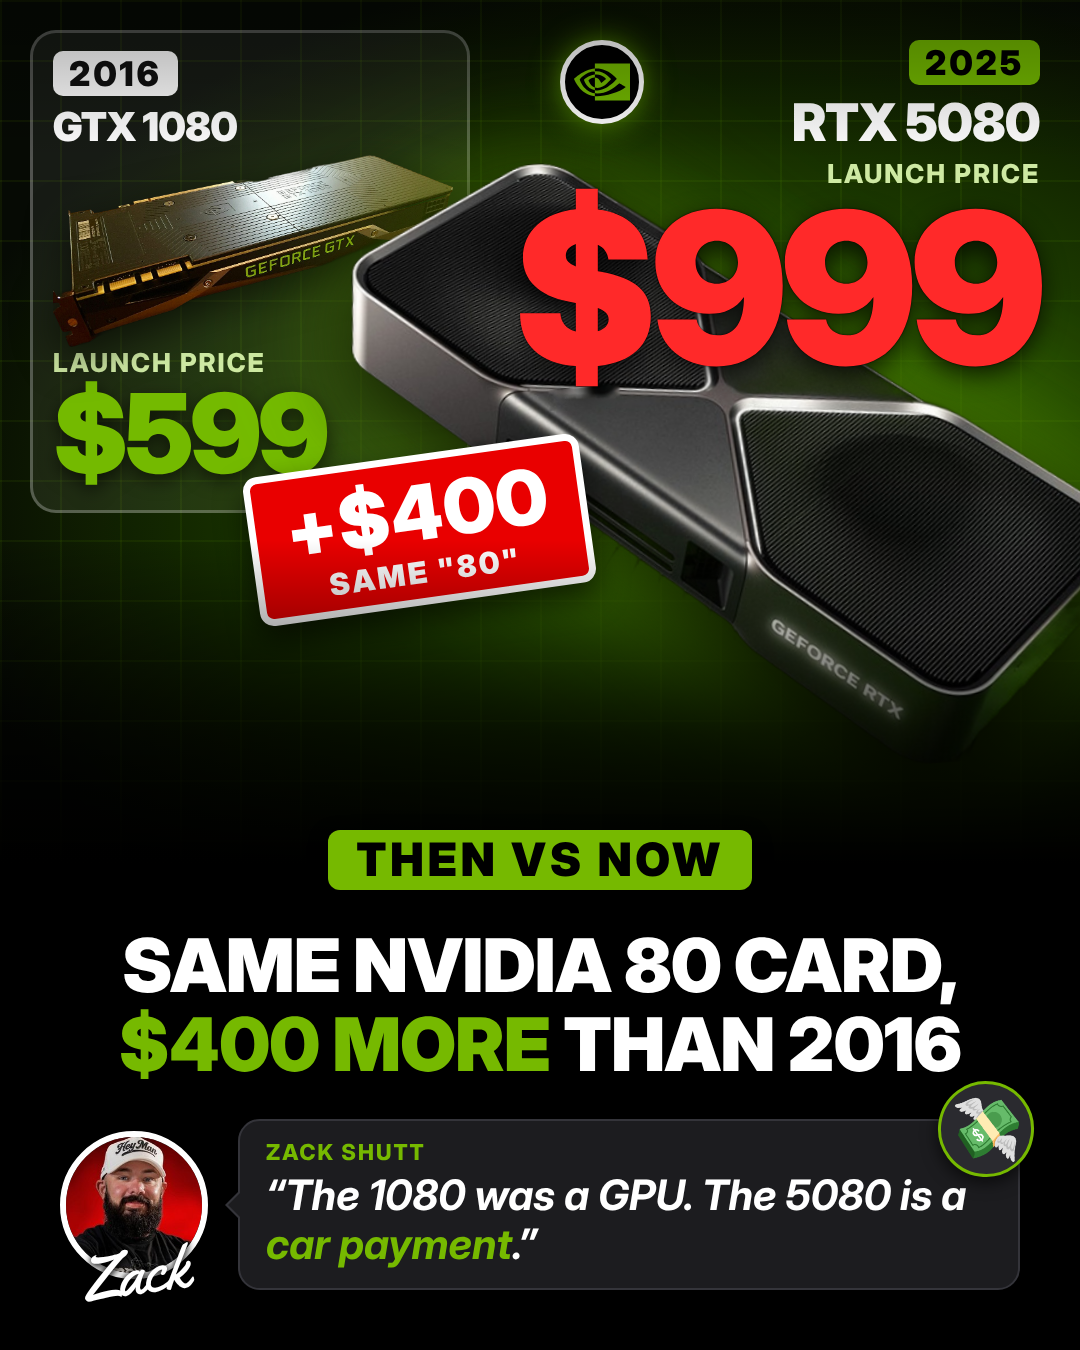 2016
GTX 1080
GEFORCE GTX
LAUNCH PRICE
$599
2025
RTX 5080
LAUNCH PRICE
$999
+$400
SAME "80"
GEFORCE RTX
THEN VS NOW
SAME NVIDIA 80 CARD,
$400 MORE THAN 2016
Hey Man
Zack
ZACK SHUTT
“The 1080 was a GPU. The 5080 is a
car payment.”